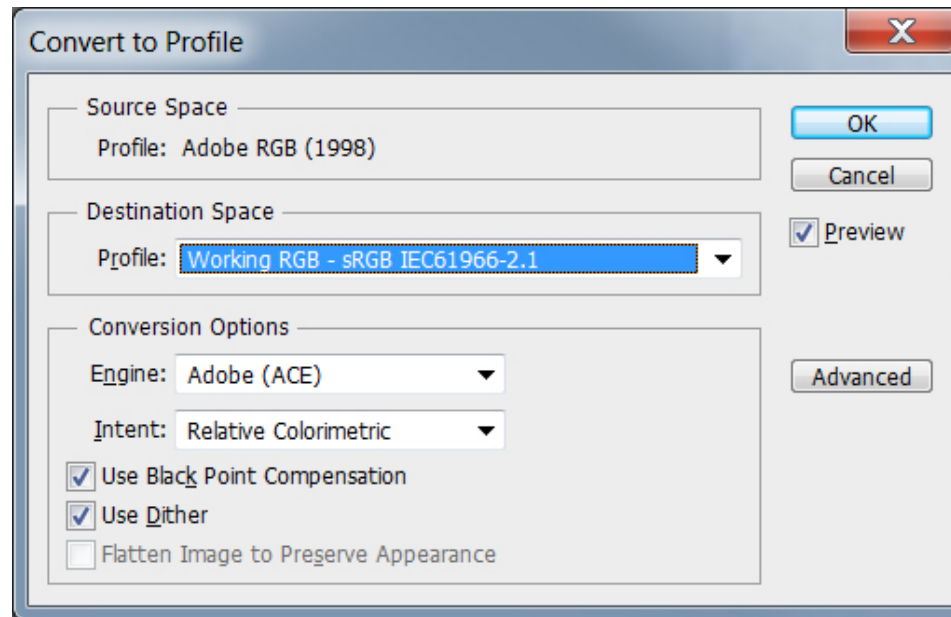 Convert to Profile
Source Space
Profile: Adobe RGB (1998)
OK
Cancel
Destination Space
Preview
Profile: Working RGB - sRGB IEC61966-2.1
Conversion Options
Engine: Adobe (ACE)
Advanced
Intent: Relative Colorimetric
Use Black Point Compensation
Use Dither
Flatten Image to Preserve Appearance